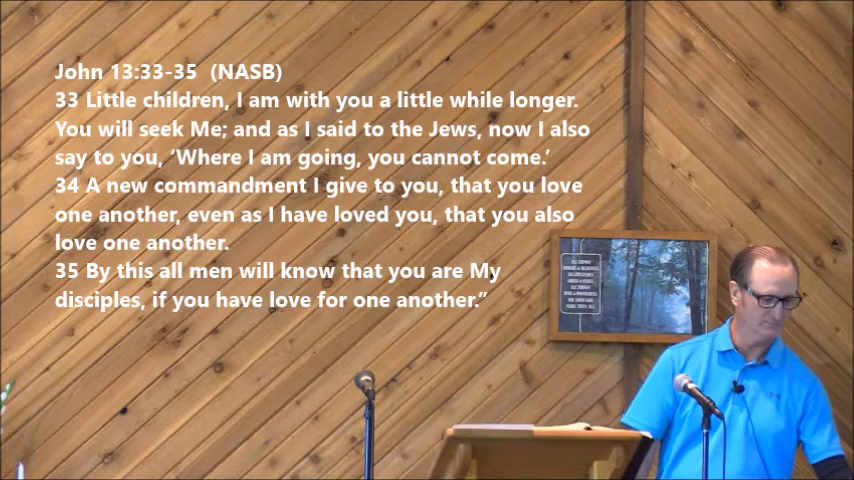 John 13:33-35 (NASB)
33 Little children, I am with you a little while longer.
You will seek Me; and as I said to the Jews, now I also
say to you, ‘Where I am going, you cannot come.’
34 A new commandment I give to you, that you love
one another, even as I have loved you, that you also
love one another.
35 By this all men will know that you are My
disciples, if you have love for one another.”